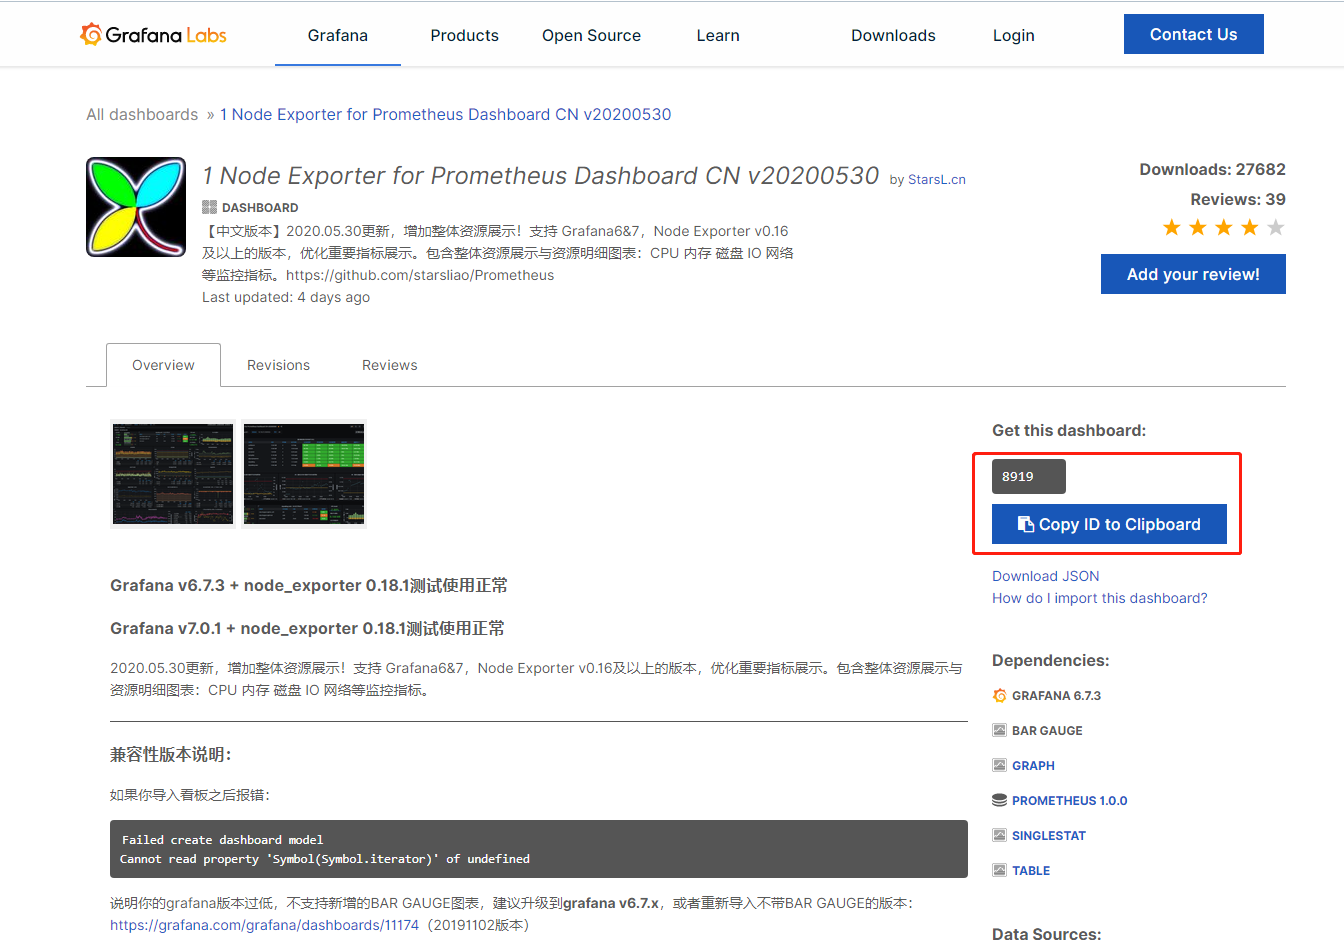 Grafana Labs
Grafana
Products
Open Source
Learn
Downloads
Login
Contact Us
All dashboards » 1 Node Exporter for Prometheus Dashboard CN v20200530
1 Node Exporter for Prometheus Dashboard CN v20200530 by StarsL.cn
DASHBOARD
【中文版本】2020.05.30更新，增加整体资源展示！支持 Grafana6&7，Node Exporter v0.16
及以上的版本，优化重要指标展示。包含整体资源展示与资源明细图表：CPU 内存 磁盘 IO 网络
等监控指标。https://github.com/starsliao/Prometheus
Last updated: 4 days ago
Downloads: 27682
Reviews: 39
Add your review!
Overview
Revisions
Reviews
Grafana v6.7.3 + node_exporter 0.18.1测试使用正常
Grafana v7.0.1 + node_exporter 0.18.1测试使用正常
2020.05.30更新，增加整体资源展示！支持 Grafana6&7，Node Exporter v0.16及以上的版本，优化重要指标展示。包含整体资源展示与
资源明细图表：CPU 内存 磁盘 IO 网络等监控指标。
兼容性版本说明：
如果你导入看板之后报错：
Failed create dashboard model
Cannot read property 'Symbol(Symbol.iterator)' of undefined
说明你的grafana版本过低，不支持新增的BAR GAUGE图表，建议升级到grafana v6.7.x，或者重新导入不带BAR GAUGE的版本：
https://grafana.com/grafana/dashboards/11174（20191102版本）
Get this dashboard:
8919
Copy ID to Clipboard
Download JSON
How do I import this dashboard?
Dependencies:
GRAFANA 6.7.3
BAR GAUGE
GRAPH
PROMETHEUS 1.0.0
SINGLESTAT
TABLE
Data Sources: